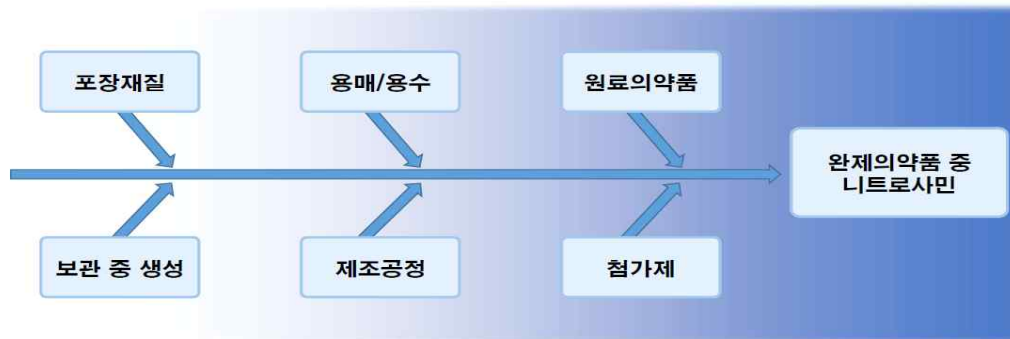 포장재질
용매/용수
원료의약품
완제의약품 중
니트로사민
보관 중 생성
제조공정
첨가제